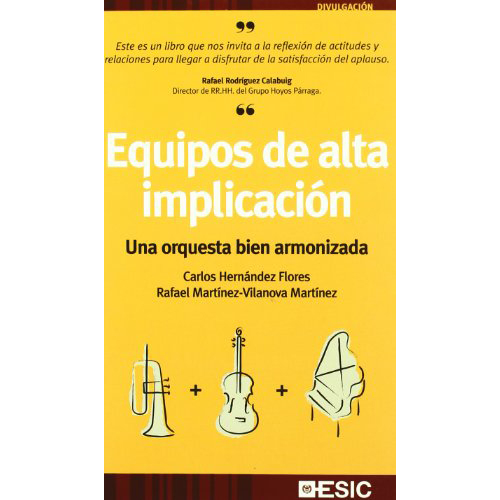 DIVULGACIÓN
”
Este es un libro que nos invita a la reflexión de actitudes y
relaciones para llegar a disfrutar de la satisfacción del aplauso.
Rafael Rodríguez Calabuig
Director de RR.HH. del Grupo Hoyos Párraga.
“
Equipos de alta
implicación
Una orquesta bien armonizada
Carlos Hernández Flores
Rafael Martínez-Vilanova Martínez
+ +
ESIC